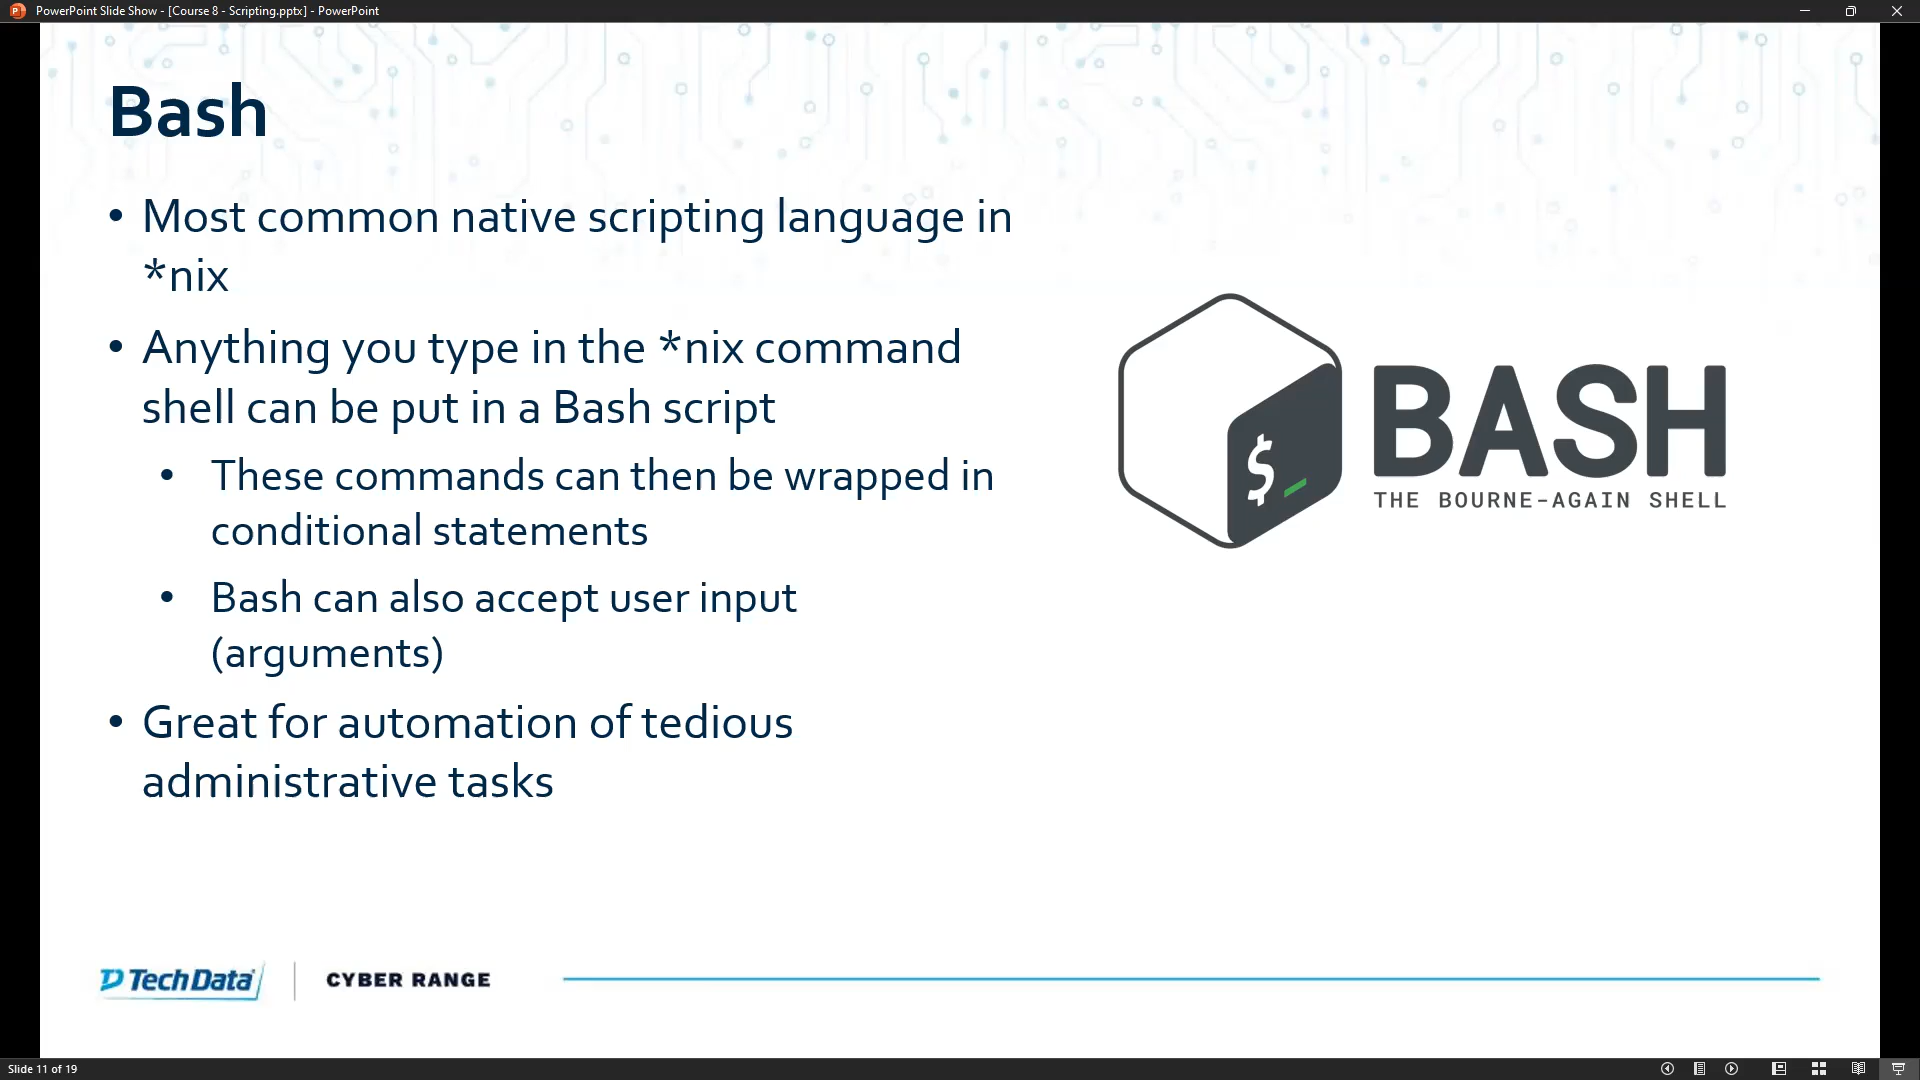 PowerPoint Slide Show - [Course 8 - Scripting.pptx] - PowerPoint
Bash
• Most common native scripting language in
*nix
• Anything you type in the *nix command
shell can be put in a Bash script
• These commands can then be wrapped in
conditional statements
• Bash can also accept user input
(arguments)
• Great for automation of tedious
administrative tasks
$_
BASH
THE BOURNE-AGAIN SHELL
TechData
CYBER RANGE
Slide 11 of 19